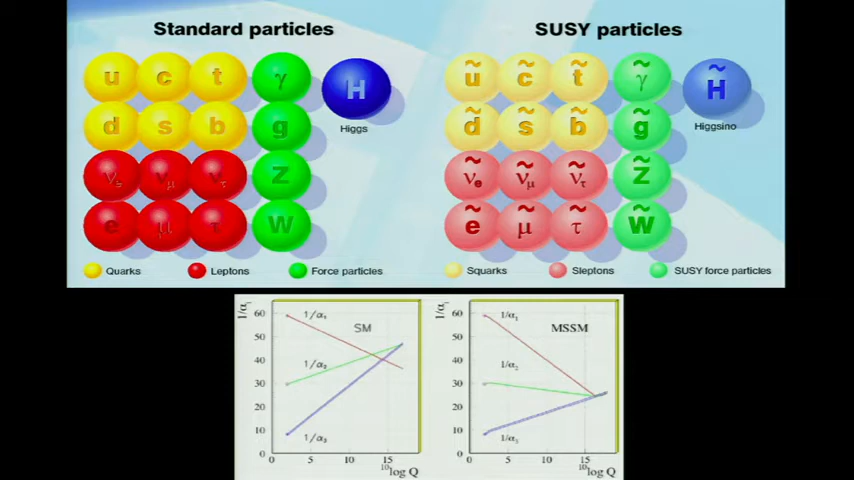 Standard particles
SUSY particles
u c t γ H
d s b g
Higgs
νe νμ ντ Z
e μ τ W
ũ c̃ t̃ γ̃ H̃
d̃ s̃ b̃ g̃
Higgsino
ν̃e ν̃μ ν̃τ Z̃
ẽ μ̃ τ̃ W̃
Quarks
Leptons
Force particles
Squarks
Sleptons
SUSY force particles
1/αi
60
50
40
30
20
10
0
1/α1
SM
1/α2
1/α3
0 5 10 15
10log Q
1/αi
60
50
40
30
20
10
0
1/α1
MSSM
1/α2
1/α3
0 5 10 15
10log Q